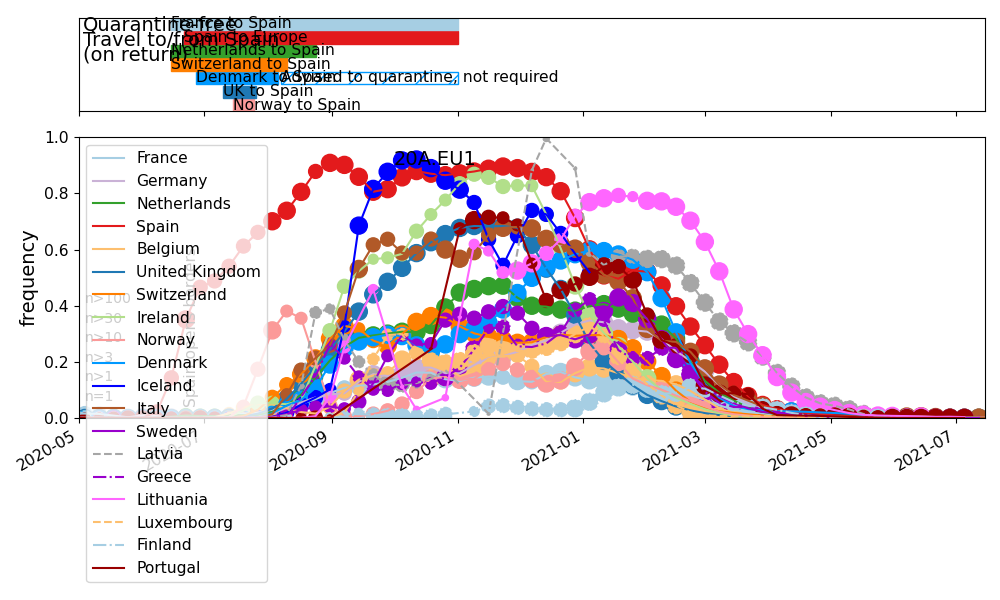 Quarantine-free
Travel to/from Spain
(on return)
France to Spain
Spain to Europe
Netherlands to Spain
Switzerland to Spain
Denmark to Spain
Advised to quarantine, not required
UK to Spain
Norway to Spain
20A.EU1
frequency
1.0
0.8
0.6
0.4
0.2
0.0
France
Germany
Netherlands
Spain
Belgium
United Kingdom
Switzerland
Ireland
Norway
Denmark
Iceland
Italy
Sweden
Latvia
Greece
Lithuania
Luxembourg
Finland
Portugal
n>100
n>30
n>10
n>3
n>1
n=1
Spain opens borders
2020-05
2020-07
2020-09
2020-11
2021-01
2021-03
2021-05
2021-07